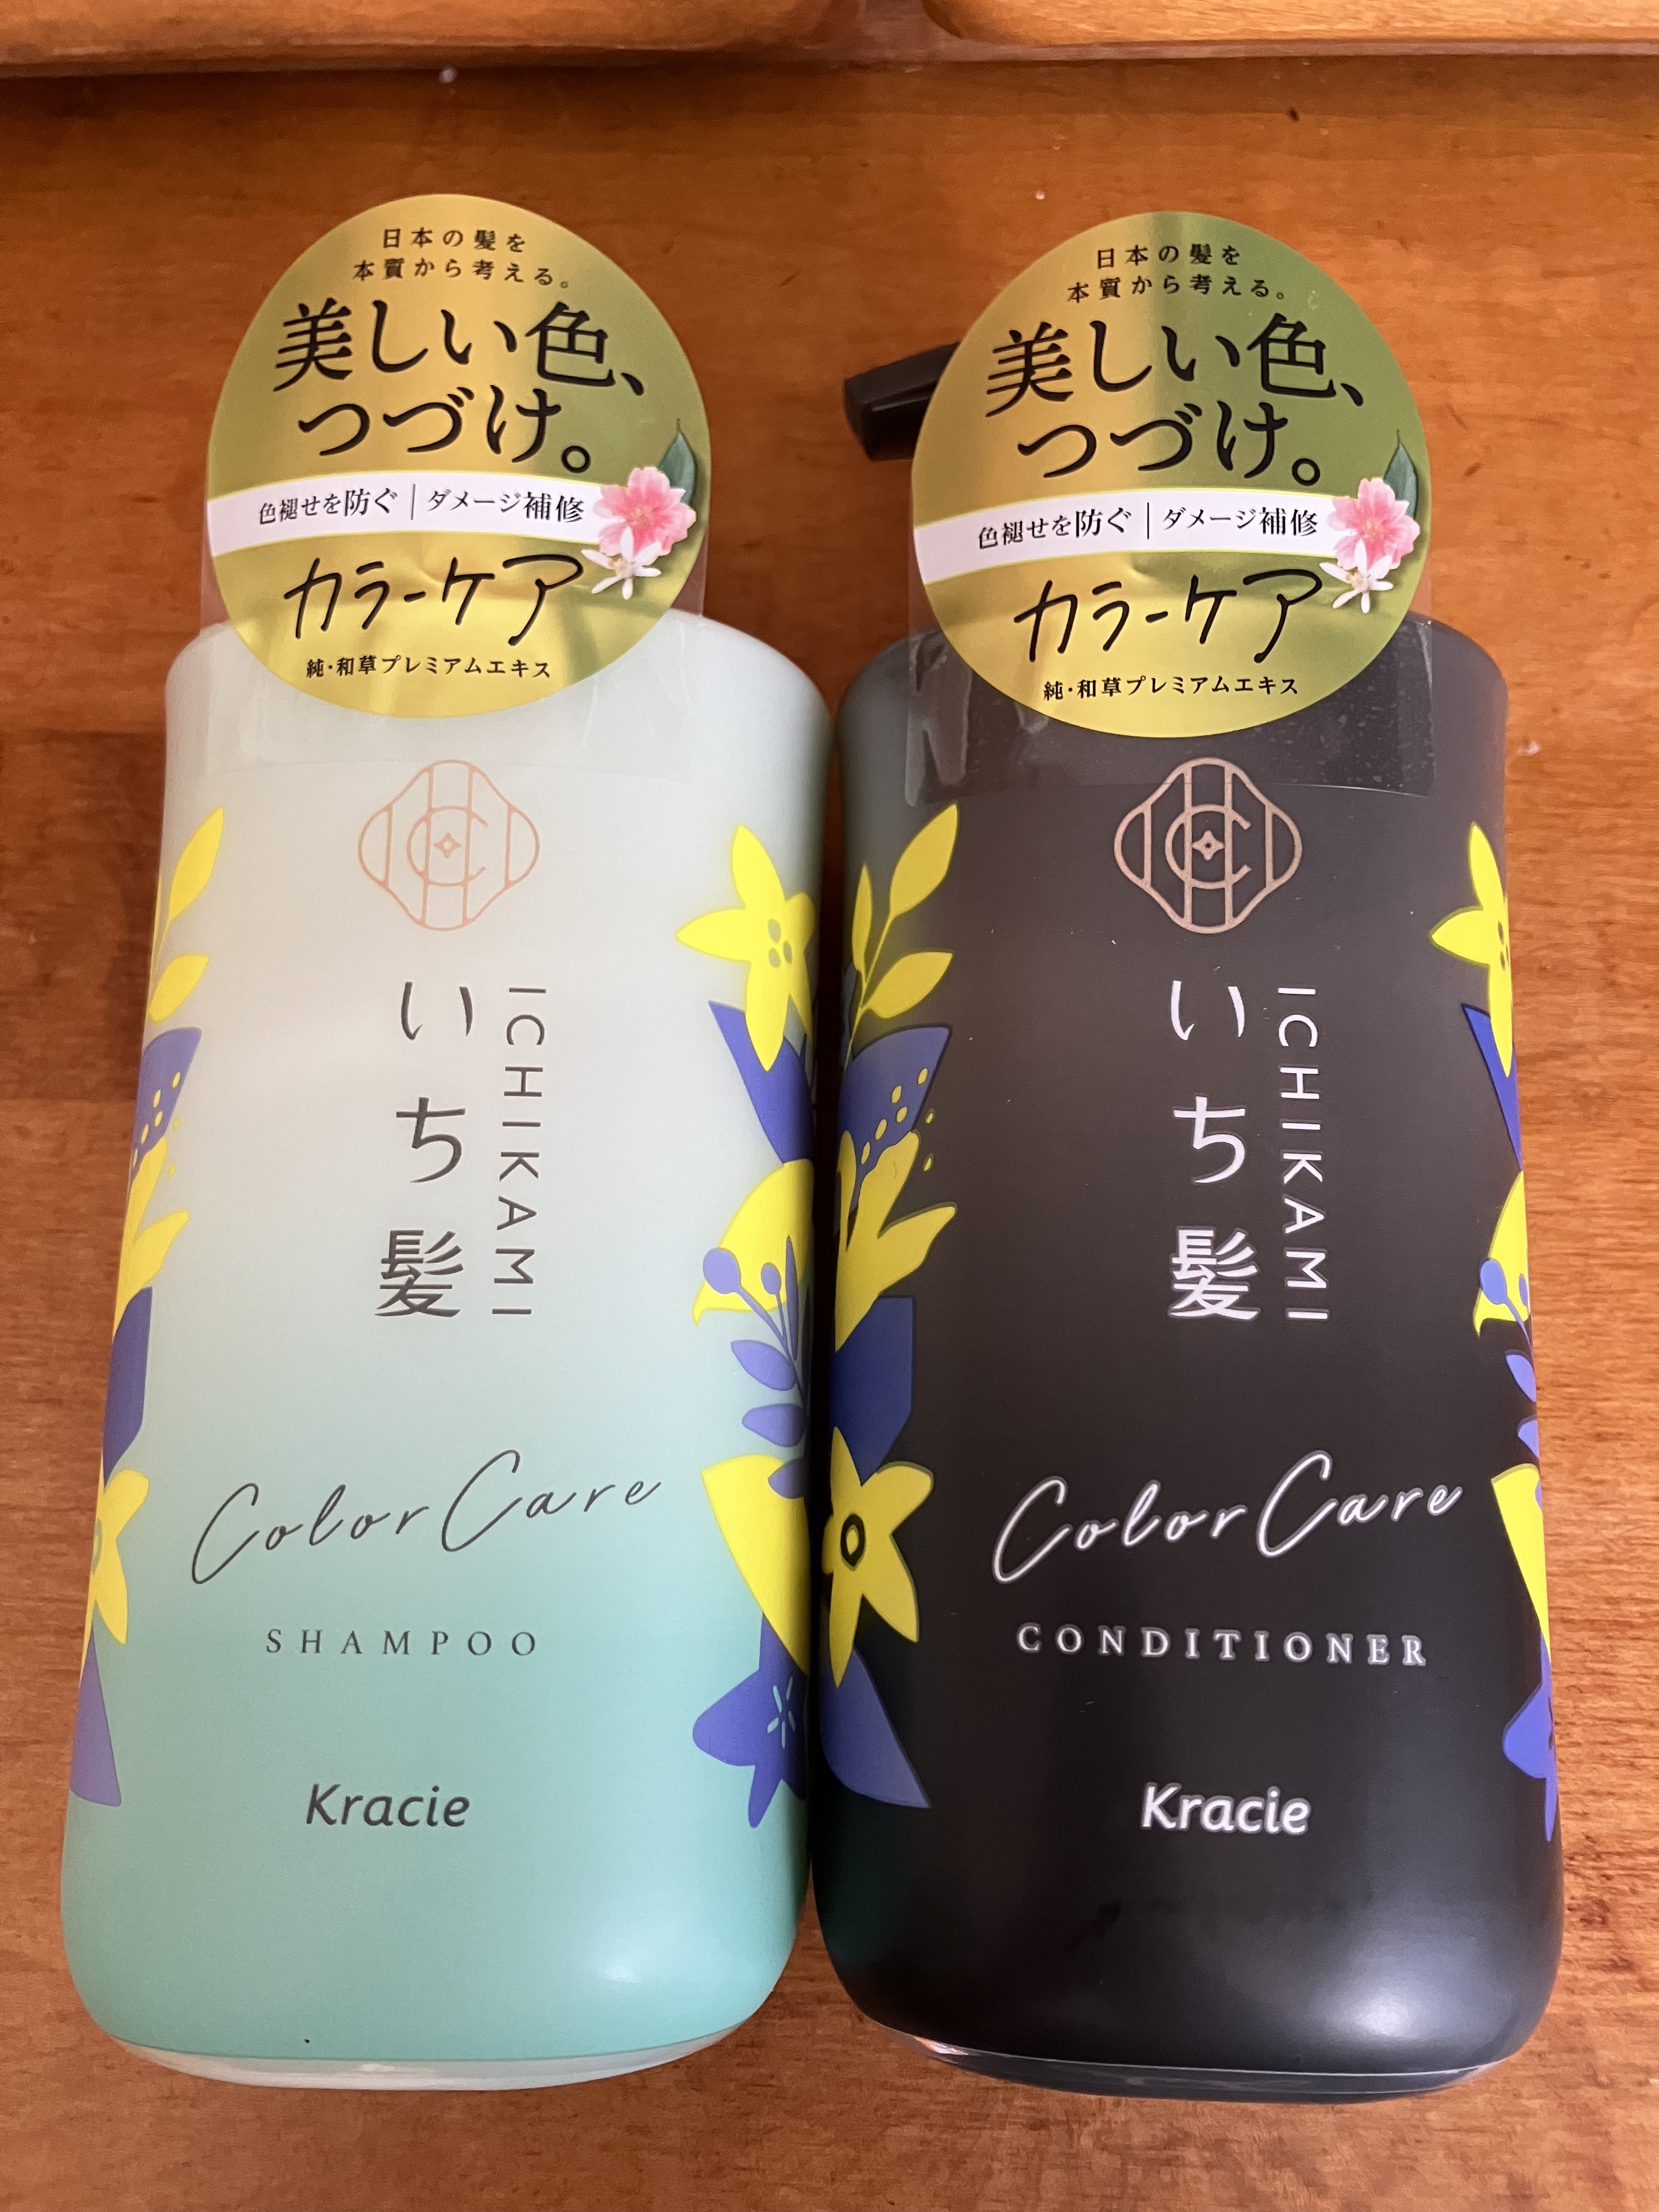 日本の髪を
本質から考える。
美しい色、
つづけ。
色褪せを防ぐ｜ダメージ補修
カラーケア
純・和草プレミアムエキス
いち髪
ICHIKAMI
Color Care
SHAMPOO
Kracie
日本の髪を
本質から考える。
美しい色、
つづけ。
色褪せを防ぐ｜ダメージ補修
カラーケア
純・和草プレミアムエキス
いち髪
ICHIKAMI
Color Care
CONDITIONER
Kracie